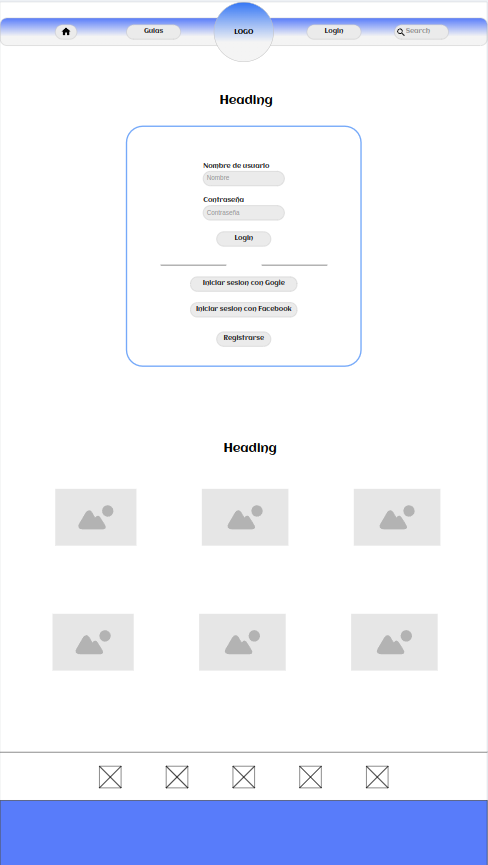 Guias
LOGO
Login
Search
Heading
Nombre de usuario
Nombre
Contraseña
Contraseña
Login
Iniciar sesion con Gogle
Iniciar sesion con Facebook
Registrarse
Heading